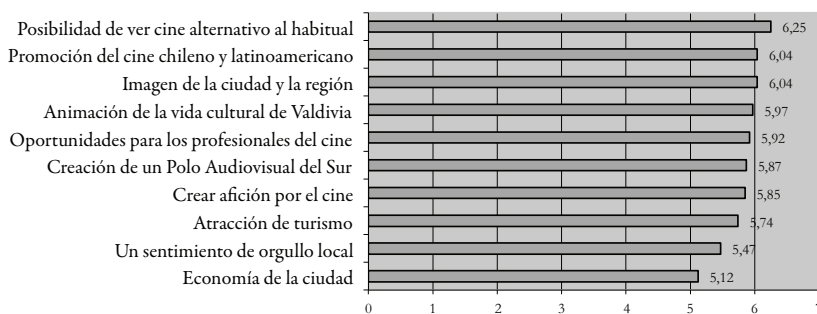 Posibilidad de ver cine alternativo al habitual 6,25
Promoción del cine chileno y latinoamericano 6,04
Imagen de la ciudad y la región 6,04
Animación de la vida cultural de Valdivia 5,97
Oportunidades para los profesionales del cine 5,92
Creación de un Polo Audiovisual del Sur 5,87
Crear afición por el cine 5,85
Atracción de turismo 5,74
Un sentimiento de orgullo local 5,47
Economía de la ciudad 5,12
0 1 2 3 4 5 6 7